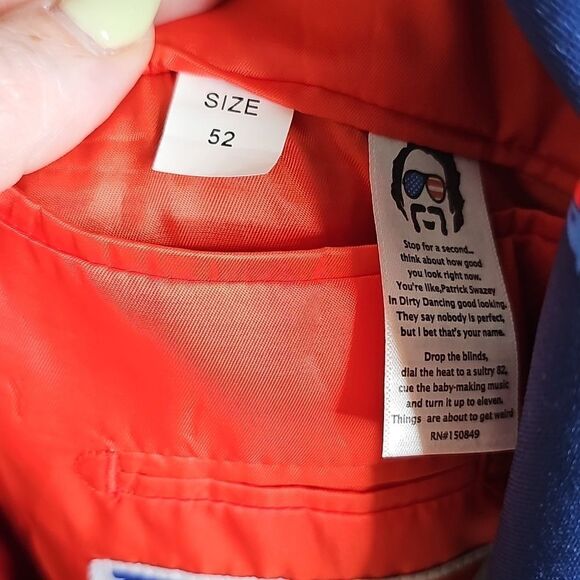 SIZE
52
Stop for a second...
think about how good
you look right now.
You're like,Patrick Swazey
In Dirty Dancing good looking.
They say nobody is perfect,
but I bet that's your name.
Drop the blinds,
dial the heat to a sultry 82,
cue the baby-making music
and turn it up to eleven.
Things are about to get weird
RN#150849